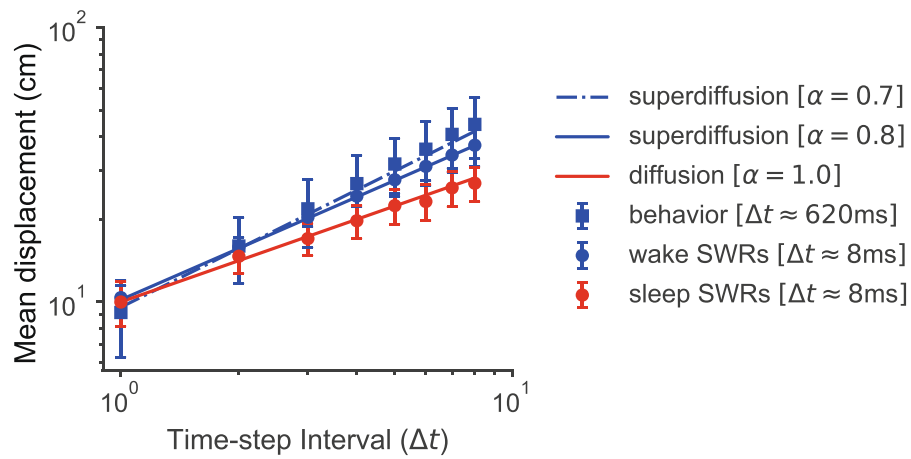 10²
10¹
Mean displacement (cm)
10⁰
10¹
Time-step Interval (Δt)
superdiffusion [α = 0.7]
superdiffusion [α = 0.8]
diffusion [α = 1.0]
behavior [Δt ≈ 620ms]
wake SWRs [Δt ≈ 8ms]
sleep SWRs [Δt ≈ 8ms]